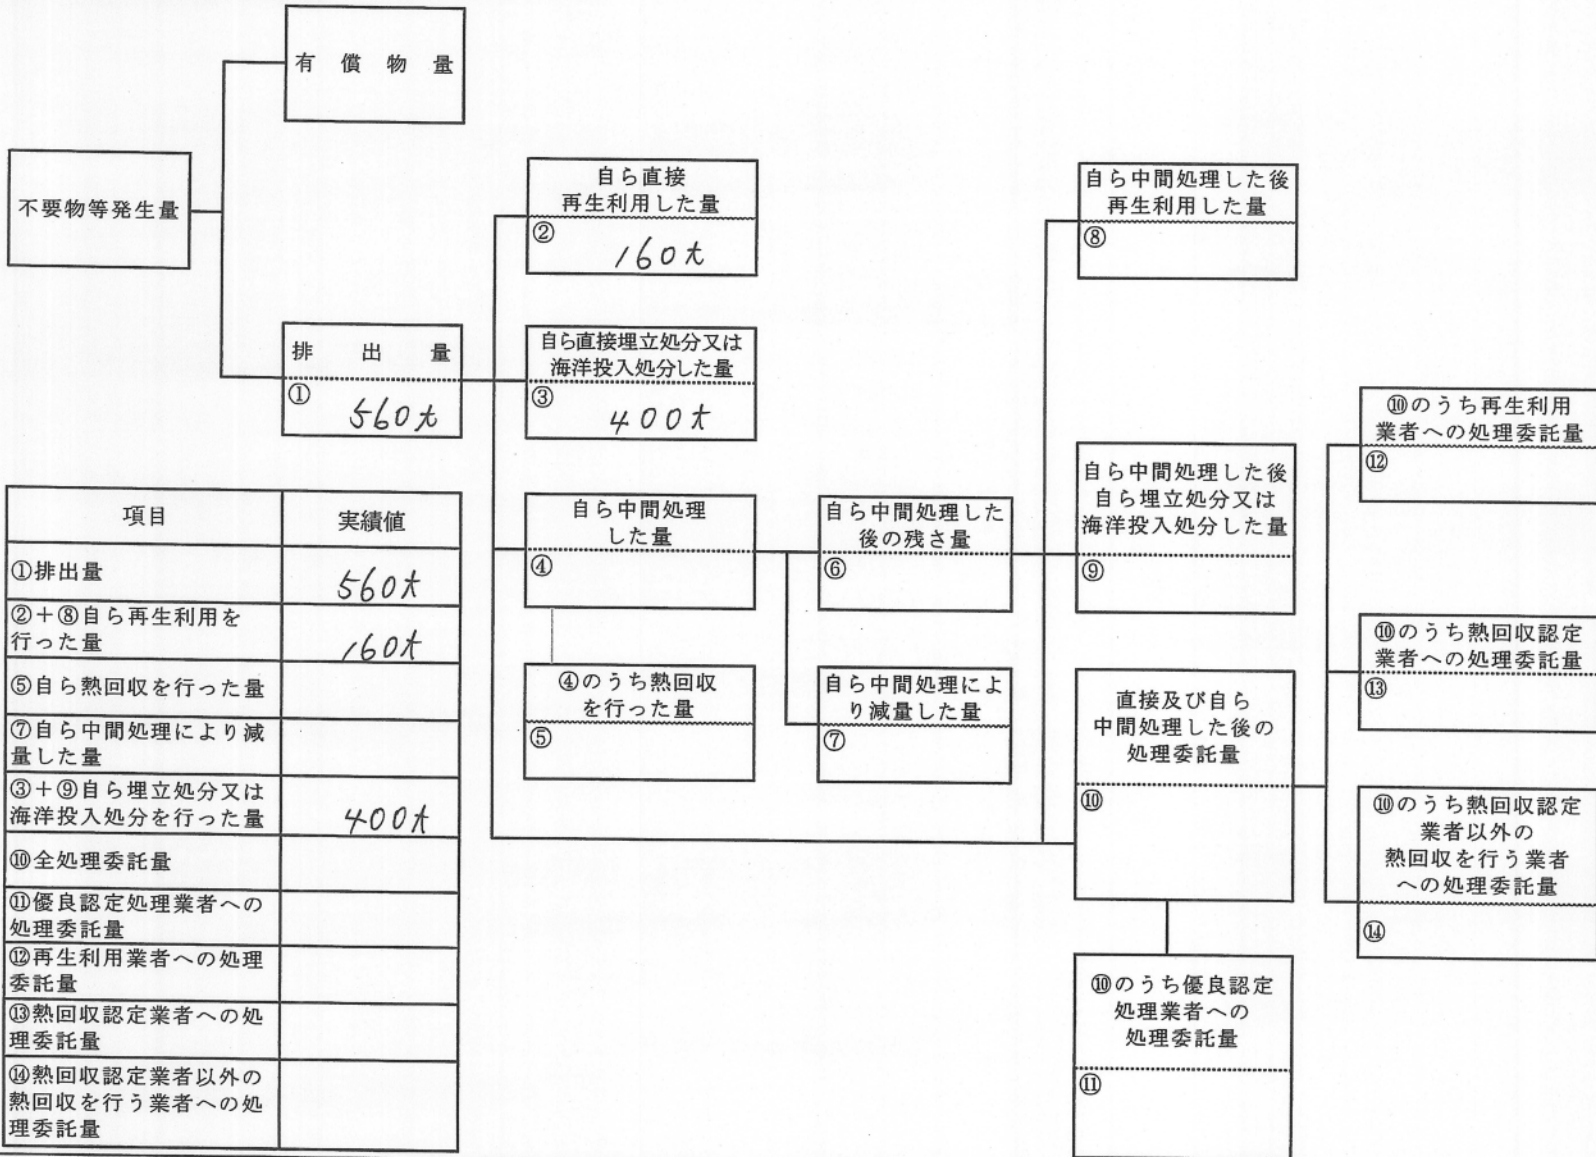 有償物量
不要物等発生量
排出量
①
560t
自ら直接
再生利用した量
②
160t
自ら直接埋立処分又は
海洋投入処分した量
③
400t
自ら中間処理
した量
④
④のうち熱回収
を行った量
⑤
自ら中間処理した
後の残さ量
⑥
自ら中間処理によ
り減量した量
⑦
自ら中間処理した後
再生利用した量
⑧
自ら中間処理した後
自ら埋立処分又は
海洋投入処分した量
⑨
直接及び自ら
中間処理した後の
処理委託量
⑩
⑩のうち優良認定
処理業者への
処理委託量
⑪
⑩のうち再生利用
業者への処理委託量
⑫
⑩のうち熱回収認定
業者への処理委託量
⑬
⑩のうち熱回収認定
業者以外の
熱回収を行う業者
への処理委託量
⑭
項目 実績値
①排出量 560t
②+⑧自ら再生利用を
行った量 160t
⑤自ら熱回収を行った量
⑦自ら中間処理により減
量した量
③+⑨自ら埋立処分又は
海洋投入処分を行った量 400t
⑩全処理委託量
⑪優良認定処理業者への
処理委託量
⑫再生利用業者への処理
委託量
⑬熱回収認定業者への処
理委託量
⑭熱回収認定業者以外の
熱回収を行う業者への処
理委託量